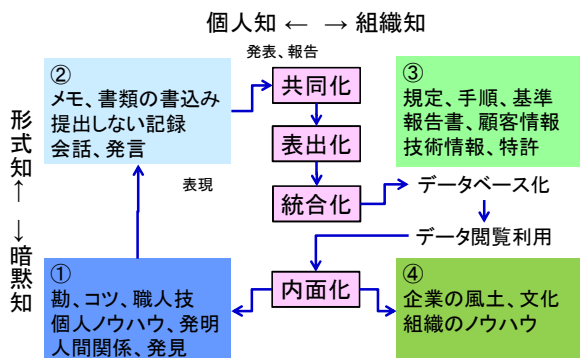 個人知 ← → 組織知
発表、報告
②
メモ、書類の書込み
提出しない記録
会話、発言
共同化
表出化
統合化
③
規定、手順、基準
報告書、顧客情報
技術情報、特許
データベース化
データ閲覧利用
表現
形式知↑ ↓暗黙知
①
勘、コツ、職人技
個人ノウハウ、発明
人間関係、発見
内面化
④
企業の風土、文化
組織のノウハウ